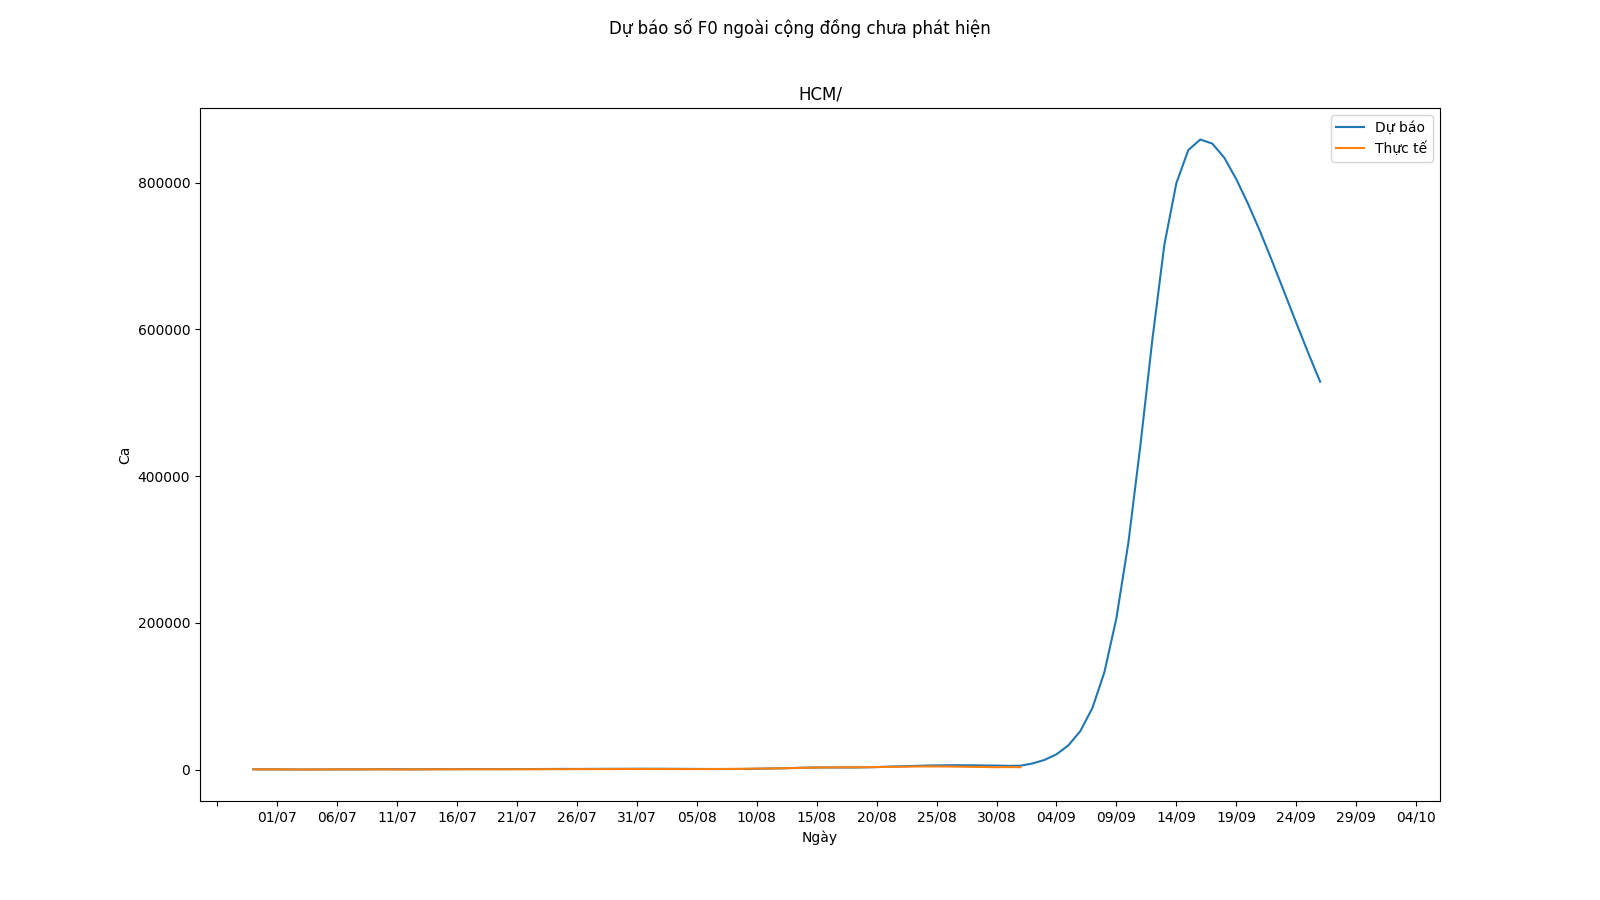 Dự báo số F0 ngoài cộng đồng chưa phát hiện
HCM/
Dự báo
Thực tế
800000
600000
400000
200000
0
Ca
01/07 06/07 11/07 16/07 21/07 26/07 31/07 05/08 10/08 15/08 20/08 25/08 30/08 04/09 09/09 14/09 19/09 24/09 29/09 04/10
Ngày